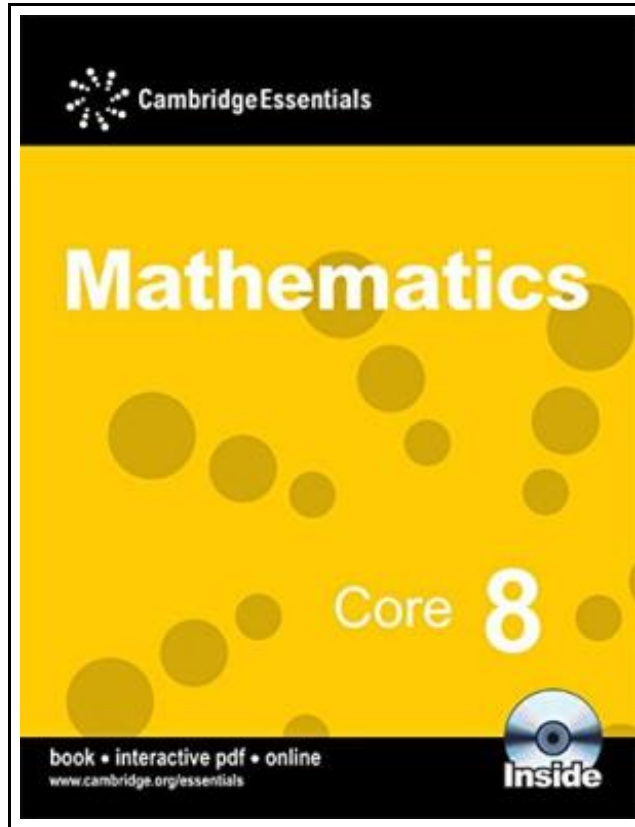 CambridgeEssentials
Mathematics
Core 8
book • interactive pdf • online
www.cambridge.org/essentials
Inside